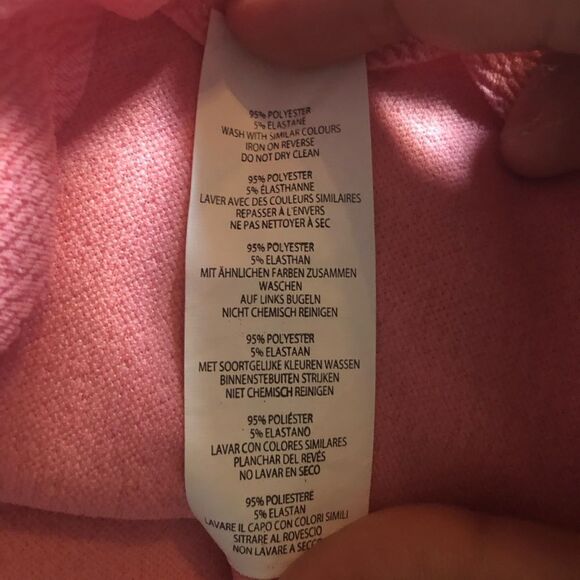 95% POLYESTER
5% ELASTANE
WASH WITH SIMILAR COLOURS
IRON ON REVERSE
DO NOT DRY CLEAN
95% POLYESTER
5% ÉLASTHANNE
LAVER AVEC DES COULEURS SIMILAIRES
REPASSER À L'ENVERS
NE PAS NETTOYER À SEC
95% POLYESTER
5% ELASTHAN
MIT ÄHNLICHEN FARBEN ZUSAMMEN
WASCHEN
AUF LINKS BUGELN
NICHT CHEMISCH REINIGEN
95% POLYESTER
5% ELASTAAN
MET SOORTGELIJKE KLEUREN WASSEN
BINNENSTEBUITEN STRIJKEN
NIET CHEMISCH REINIGEN
95% POLIÉSTER
5% ELASTANO
LAVAR CON COLORES SIMILARES
PLANCHAR DEL REVÉS
NO LAVAR EN SECO
95% POLIESTERE
5% ELASTAN
LAVARE IL CAPO CON COLORI SIMILI
SITRARE AL ROVESCIO
NON LAVARE A SECCO